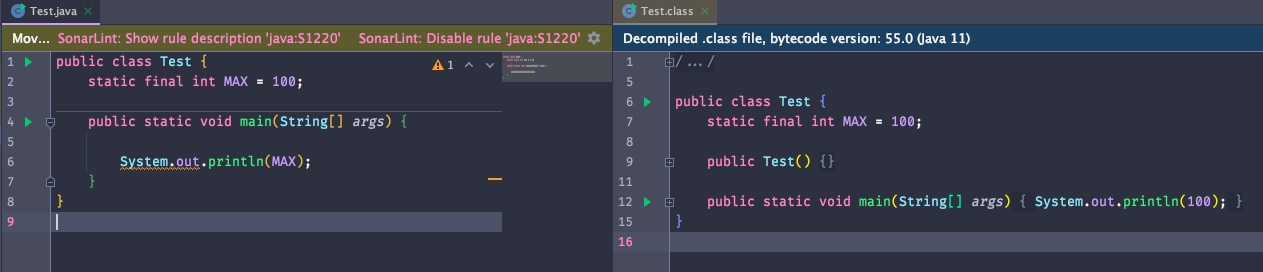 Test.java
Mov... SonarLint: Show rule description 'java:S1220' SonarLint: Disable rule 'java:S1220'
1 public class Test {
1
2 static final int MAX = 100;
3
4 public static void main(String[] args) {
5
6 System.out.println(MAX);
7 }
8 }
9
Test.class
Decompiled .class file, bytecode version: 55.0 (Java 11)
1 /.../
5
6 public class Test {
7 static final int MAX = 100;
8
9 public Test() {}
11
12 public static void main(String[] args) { System.out.println(100); }
15 }
16